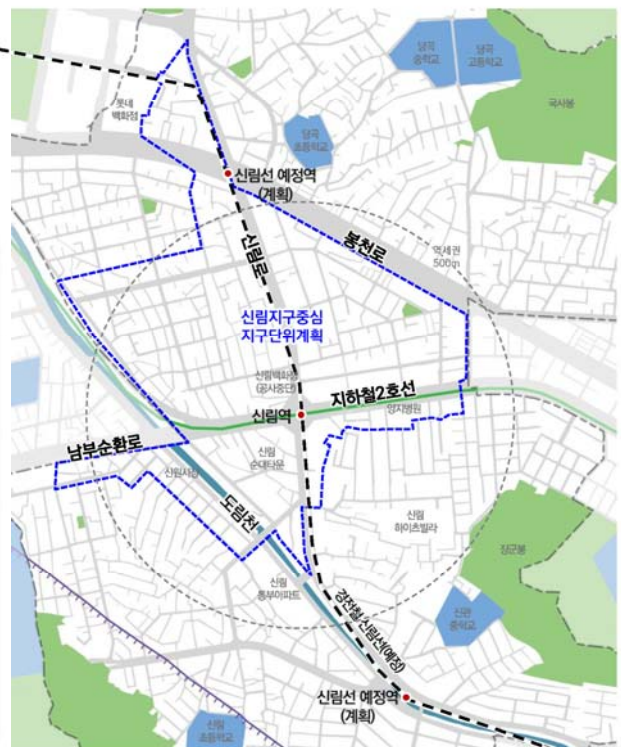 당곡
중학교
당곡
고등학교
국사봉
롯데
백화점
당곡
초등학교
신림선 예정역
(계획)
신림로
봉천로
역세권
500m
신림지구중심
지구단위계획
신림백화점
(공사중단)
지하철2호선
신림역
양지병원
남부순환로
신원시장
신림
순대타운
도림천
신림
하이츠빌라
장군봉
신림
동부아파트
경전철 신림선(예정)
신관
중학교
신림선 예정역
(계획)
신림
초등학교